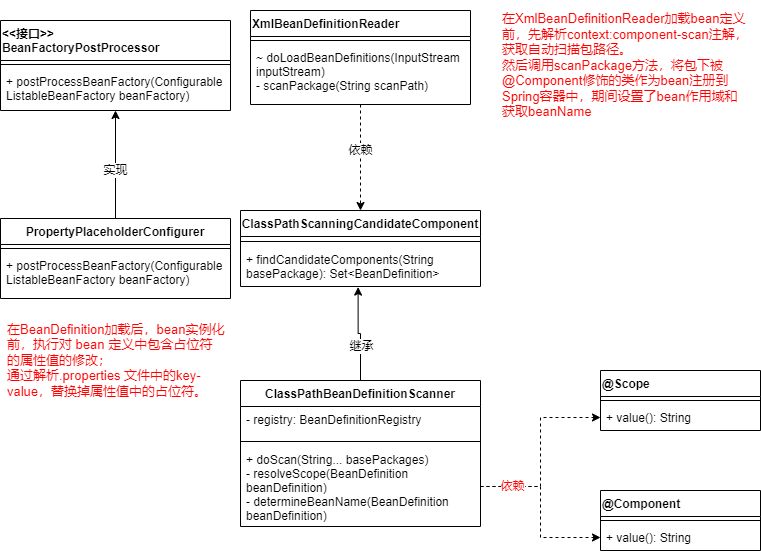 <<接口>>
BeanFactoryPostProcessor
+ postProcessBeanFactory(Configurable
ListableBeanFactory beanFactory)
实现
PropertyPlaceholderConfigurer
+ postProcessBeanFactory(Configurable
ListableBeanFactory beanFactory)
在BeanDefinition加载后，bean实例化
前，执行对 bean 定义中包含占位符
的属性值的修改；
通过解析.properties 文件中的key-
value，替换掉属性值中的占位符。
XmlBeanDefinitionReader
~ doLoadBeanDefinitions(InputStream
inputStream)
- scanPackage(String scanPath)
依赖
ClassPathScanningCandidateComponent
+ findCandidateComponents(String
basePackage): Set<BeanDefinition>
继承
ClassPathBeanDefinitionScanner
- registry: BeanDefinitionRegistry
+ doScan(String... basePackages)
- resolveScope(BeanDefinition
beanDefinition)
- determineBeanName(BeanDefinition
beanDefinition)
依赖
在XmlBeanDefinitionReader加载bean定义
前，先解析context:component-scan注解，
获取自动扫描包路径。
然后调用scanPackage方法，将包下被
@Component修饰的类作为bean注册到
Spring容器中，期间设置了bean作用域和
获取beanName
@Scope
+ value(): String
@Component
+ value(): String